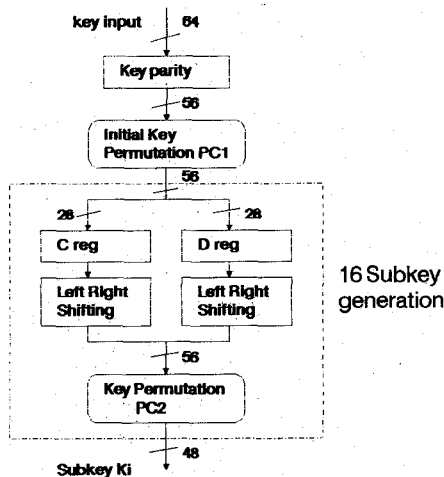 key input
64
Key parity
56
Initial Key
Permutation PC1
56
28
28
C reg
D reg
Left Right
Shifting
Left Right
Shifting
16 Subkey
generation
56
Key Permutation
PC2
48
Subkey Ki